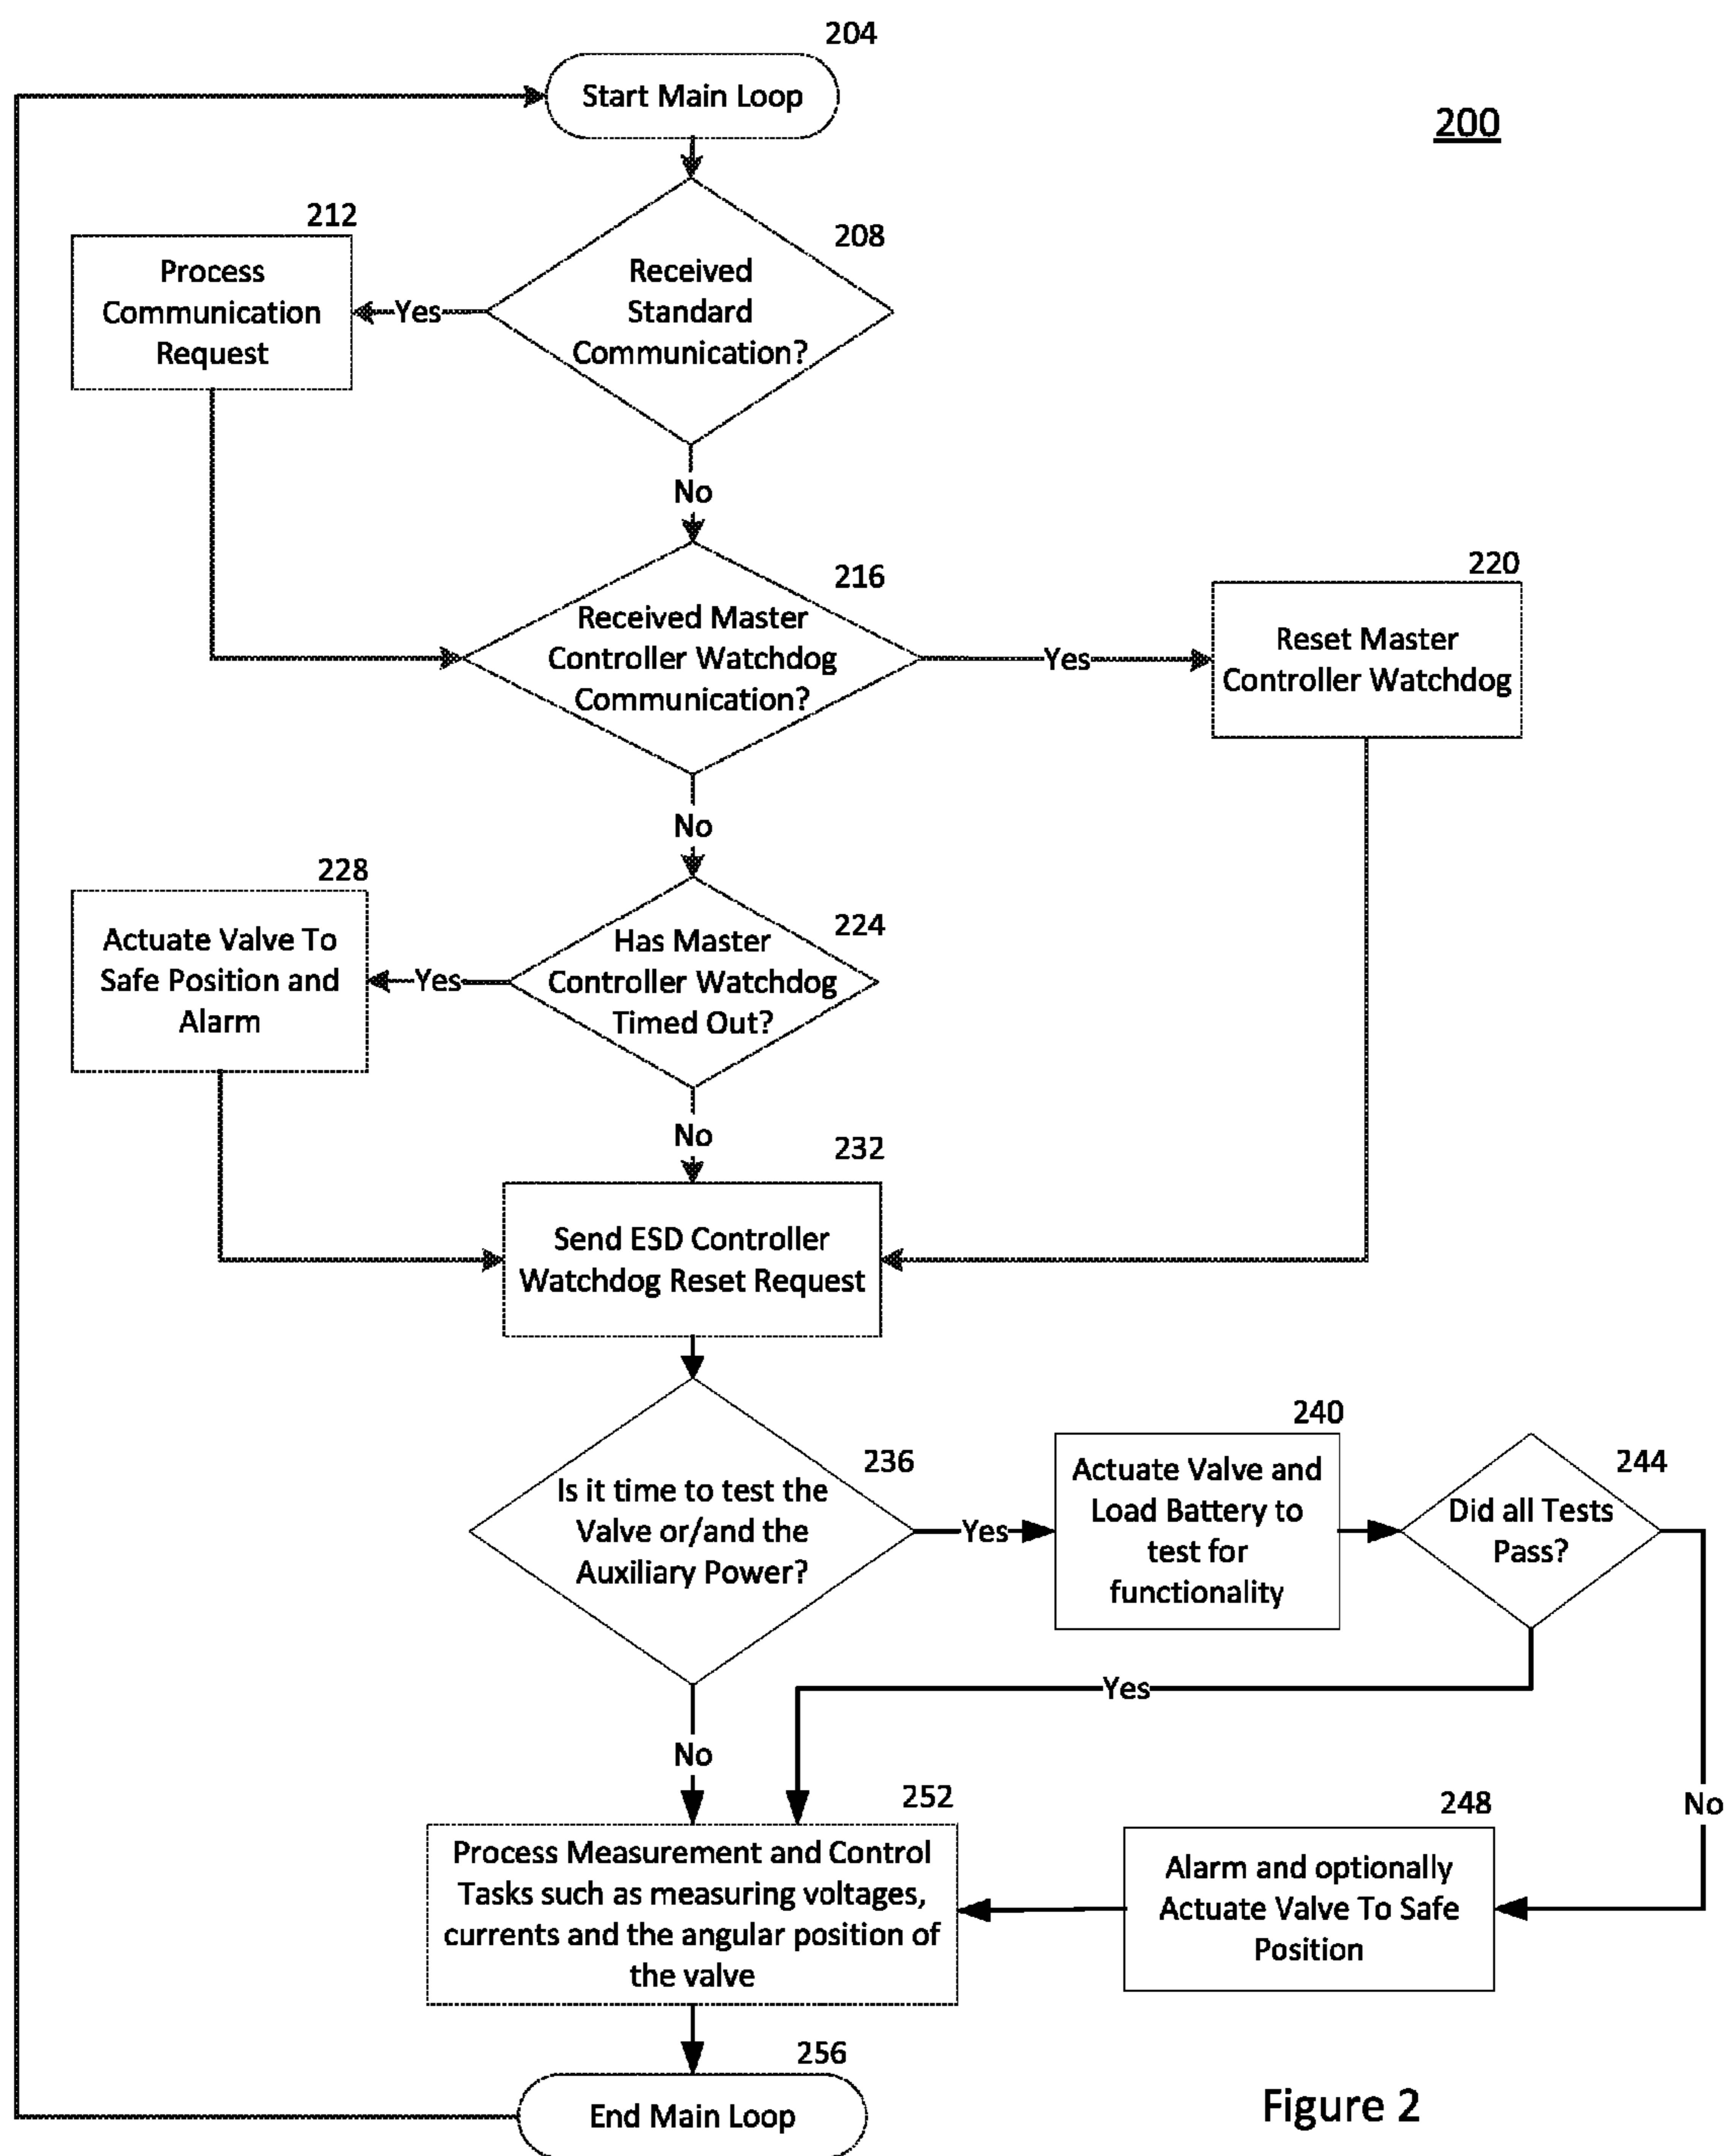 204
Start Main Loop
200
212
Process
Communication
Request
208
Received
Standard
Communication?
Yes
No
216
Received Master
Controller Watchdog
Communication?
Yes
220
Reset Master
Controller Watchdog
No
228
Actuate Valve To
Safe Position and
Alarm
224
Has Master
Controller Watchdog
Timed Out?
Yes
No
232
Send ESD Controller
Watchdog Reset Request
236
Is it time to test the
Valve or/and the
Auxiliary Power?
Yes
240
Actuate Valve and
Load Battery to
test for
functionality
244
Did all Tests
Pass?
Yes
No
No
252
Process Measurement and Control
Tasks such as measuring voltages,
currents and the angular position of
the valve
248
Alarm and optionally
Actuate Valve To Safe
Position
256
End Main Loop
Figure 2